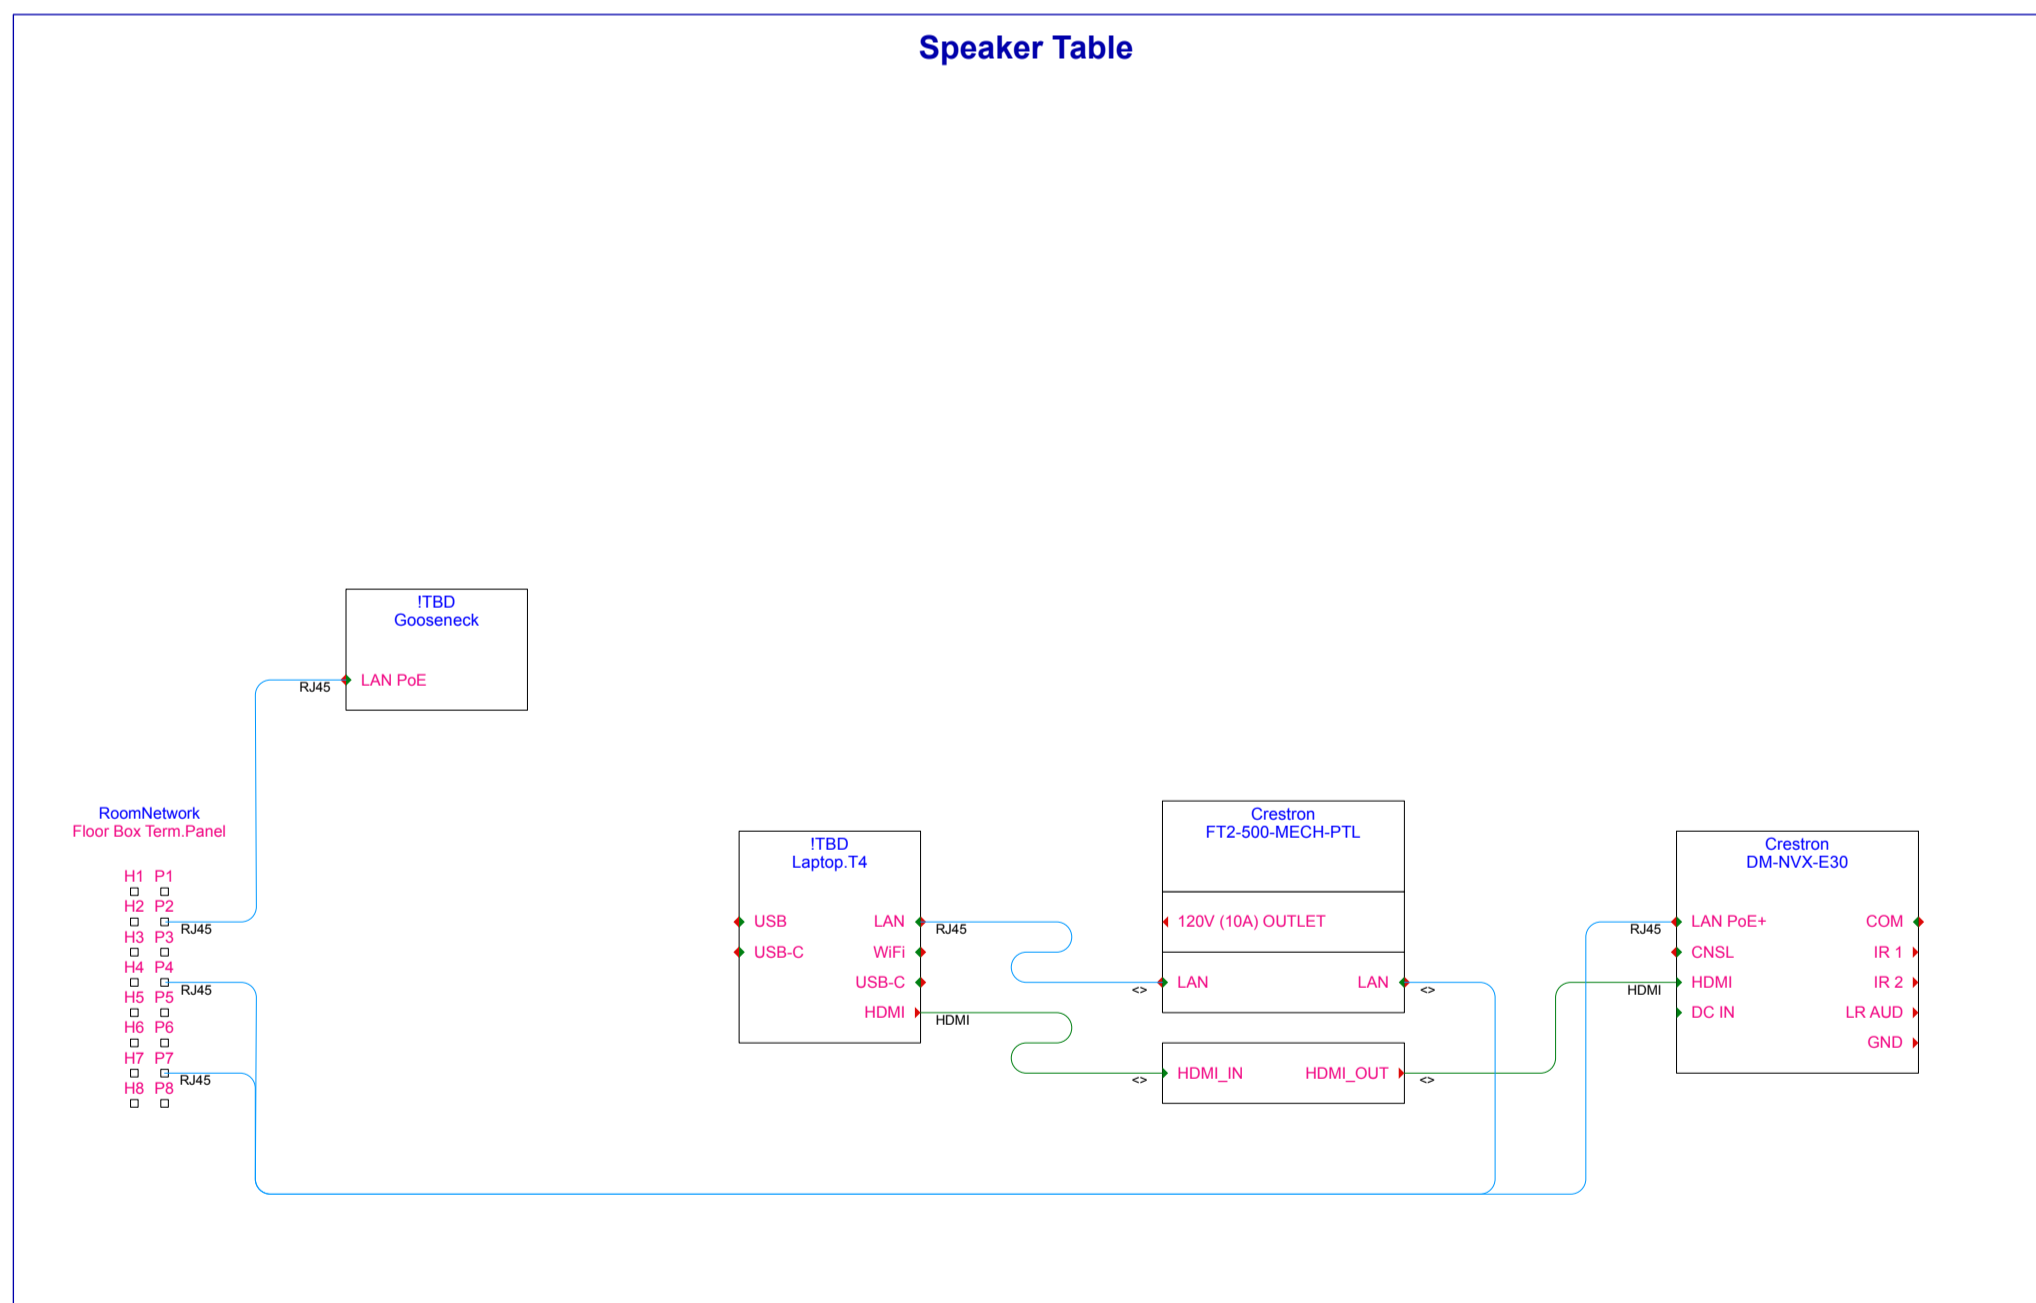 Speaker Table
!TBD
Gooseneck
RJ45
LAN PoE
RoomNetwork
Floor Box Term.Panel
H1 P1
H2 P2
RJ45
H3 P3
H4 P4
RJ45
H5 P5
H6 P6
H7 P7
RJ45
H8 P8
!TBD
Laptop.T4
USB LAN
RJ45
USB-C WiFi
USB-C
HDMI
HDMI
Crestron
FT2-500-MECH-PTL
120V (10A) OUTLET
<> LAN LAN <>
<> HDMI_IN HDMI_OUT <>
Crestron
DM-NVX-E30
RJ45 LAN PoE+ COM
CNSL IR 1
HDMI HDMI IR 2
DC IN LR AUD
GND